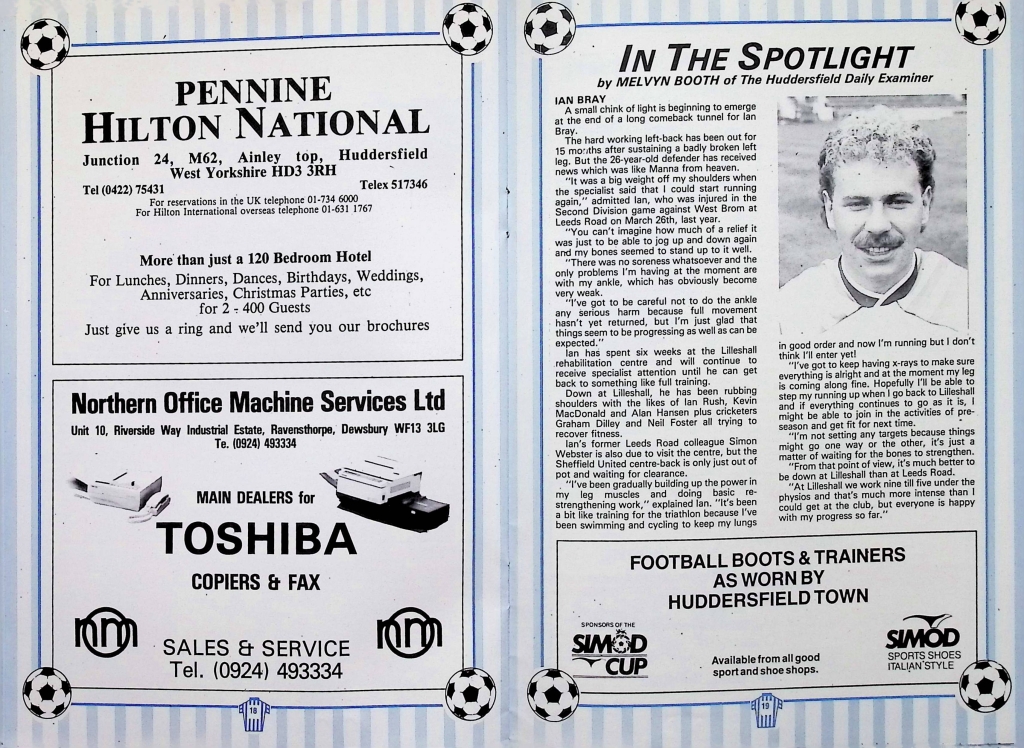 PENNINE
HILTON NATIONAL
Junction 24, M62, Ainley top, Huddersfield
West Yorkshire HD3 3RH
Tel (0422) 75431 Telex 517346
For reservations in the UK telephone 01-734 6000
For Hilton International overseas telephone 01-631 1767
More than just a 120 Bedroom Hotel
For Lunches, Dinners, Dances, Birthdays, Weddings,
Anniversaries, Christmas Parties, etc
for 2 - 400 Guests
Just give us a ring and we'll send you our brochures
Northern Office Machine Services Ltd
Unit 10, Riverside Way Industrial Estate, Ravensthorpe, Dewsbury WF13 3LG
Te. (0924) 493334
MAIN DEALERS for
TOSHIBA
COPIERS & FAX
SALES & SERVICE
Tel. (0924) 493334
18
IN THE SPOTLIGHT
by MELVYN BOOTH of The Huddersfield Daily Examiner
IAN BRAY
A small chink of light is beginning to emerge
at the end of a long comeback tunnel for Ian
Bray.
The hard working left-back has been out for
15 months after sustaining a badly broken left
leg. But the 26-year-old defender has received
news which was like Manna from heaven.
"It was a big weight off my shoulders when
the specialist said that I could start running
again," admitted Ian, who was injured in the
Second Division game against West Brom at
Leeds Road on March 26th, last year.
"You can't imagine how much of a relief it
was just to be able to jog up and down again
and my bones seemed to stand up to it well.
"There was no soreness whatsoever and the
only problems I'm having at the moment are
with my ankle, which has obviously become
very weak.
"I've got to be careful not to do the ankle
any serious harm because full movement
hasn't yet returned, but I'm just glad that
things seem to be progressing as well as can be
expected."
Ian has spent six weeks at the Lilleshall
rehabilitation centre and will continue to
receive specialist attention until he can get
back to something like full training.
Down at Lilleshall, he has been rubbing
shoulders with the likes of Ian Rush, Kevin
MacDonald and Alan Hansen plus cricketers
Graham Dilley and Neil Foster all trying to
recover fitness.
Ian's former Leeds Road colleague Simon
Webster is also due to visit the centre, but the
Sheffield United centre-back is only just out of
pot and waiting for clearance.
"I've been gradually building up the power in
my leg muscles and doing basic re-
strengthening work," explained Ian. "It's been
a bit like training for the triathlon because I've
been swimming and cycling to keep my lungs
in good order and now I'm running but I don't
think I'll enter yet!
"I've got to keep having x-rays to make sure
everything is alright and at the moment my leg
is coming along fine. Hopefully I'll be able to
step my running up when I go back to Lilleshall
and if everything continues to go as it is, I
might be able to join in the activities of pre-
season and get fit for next time.
"I'm not setting any targets because things
might go one way or the other, it's just a
matter of waiting for the bones to strengthen.
"From that point of view, it's much better to
be down at Lilleshall than at Leeds Road.
"At Lilleshall we work nine till five under the
physios and that's much more intense than I
could get at the club, but everyone is happy
with my progress so far."
FOOTBALL BOOTS & TRAINERS
AS WORN BY
HUDDERSFIELD TOWN
SPONSORS OF THE
SIMOD
CUP
Available from all good
sport and shoe shops.
SIMOD
SPORTS SHOES
ITALIAN STYLE
19